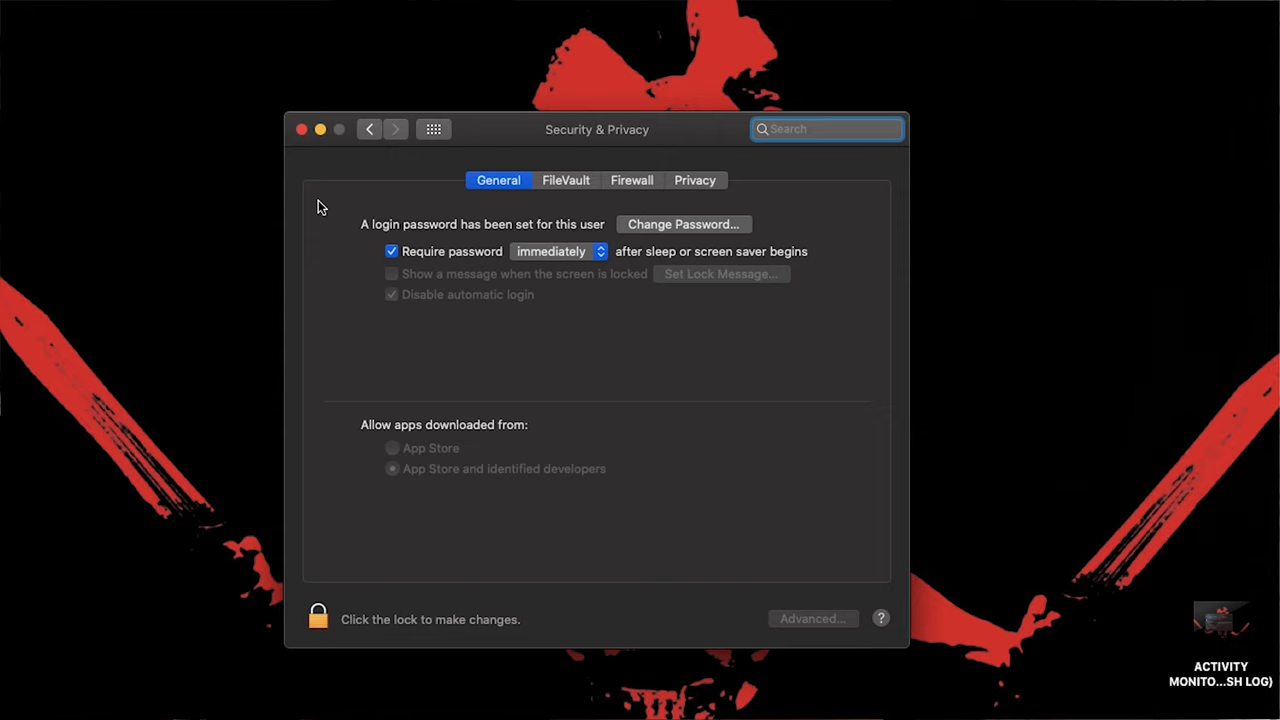 Security & Privacy
Search
General FileVault Firewall Privacy
A login password has been set for this user Change Password...
Require password immediately after sleep or screen saver begins
Show a message when the screen is locked Set Lock Message...
Disable automatic login
Allow apps downloaded from:
App Store
App Store and identified developers
Click the lock to make changes.
Advanced... ?
ACTIVITY
MONITO...SH LOG)